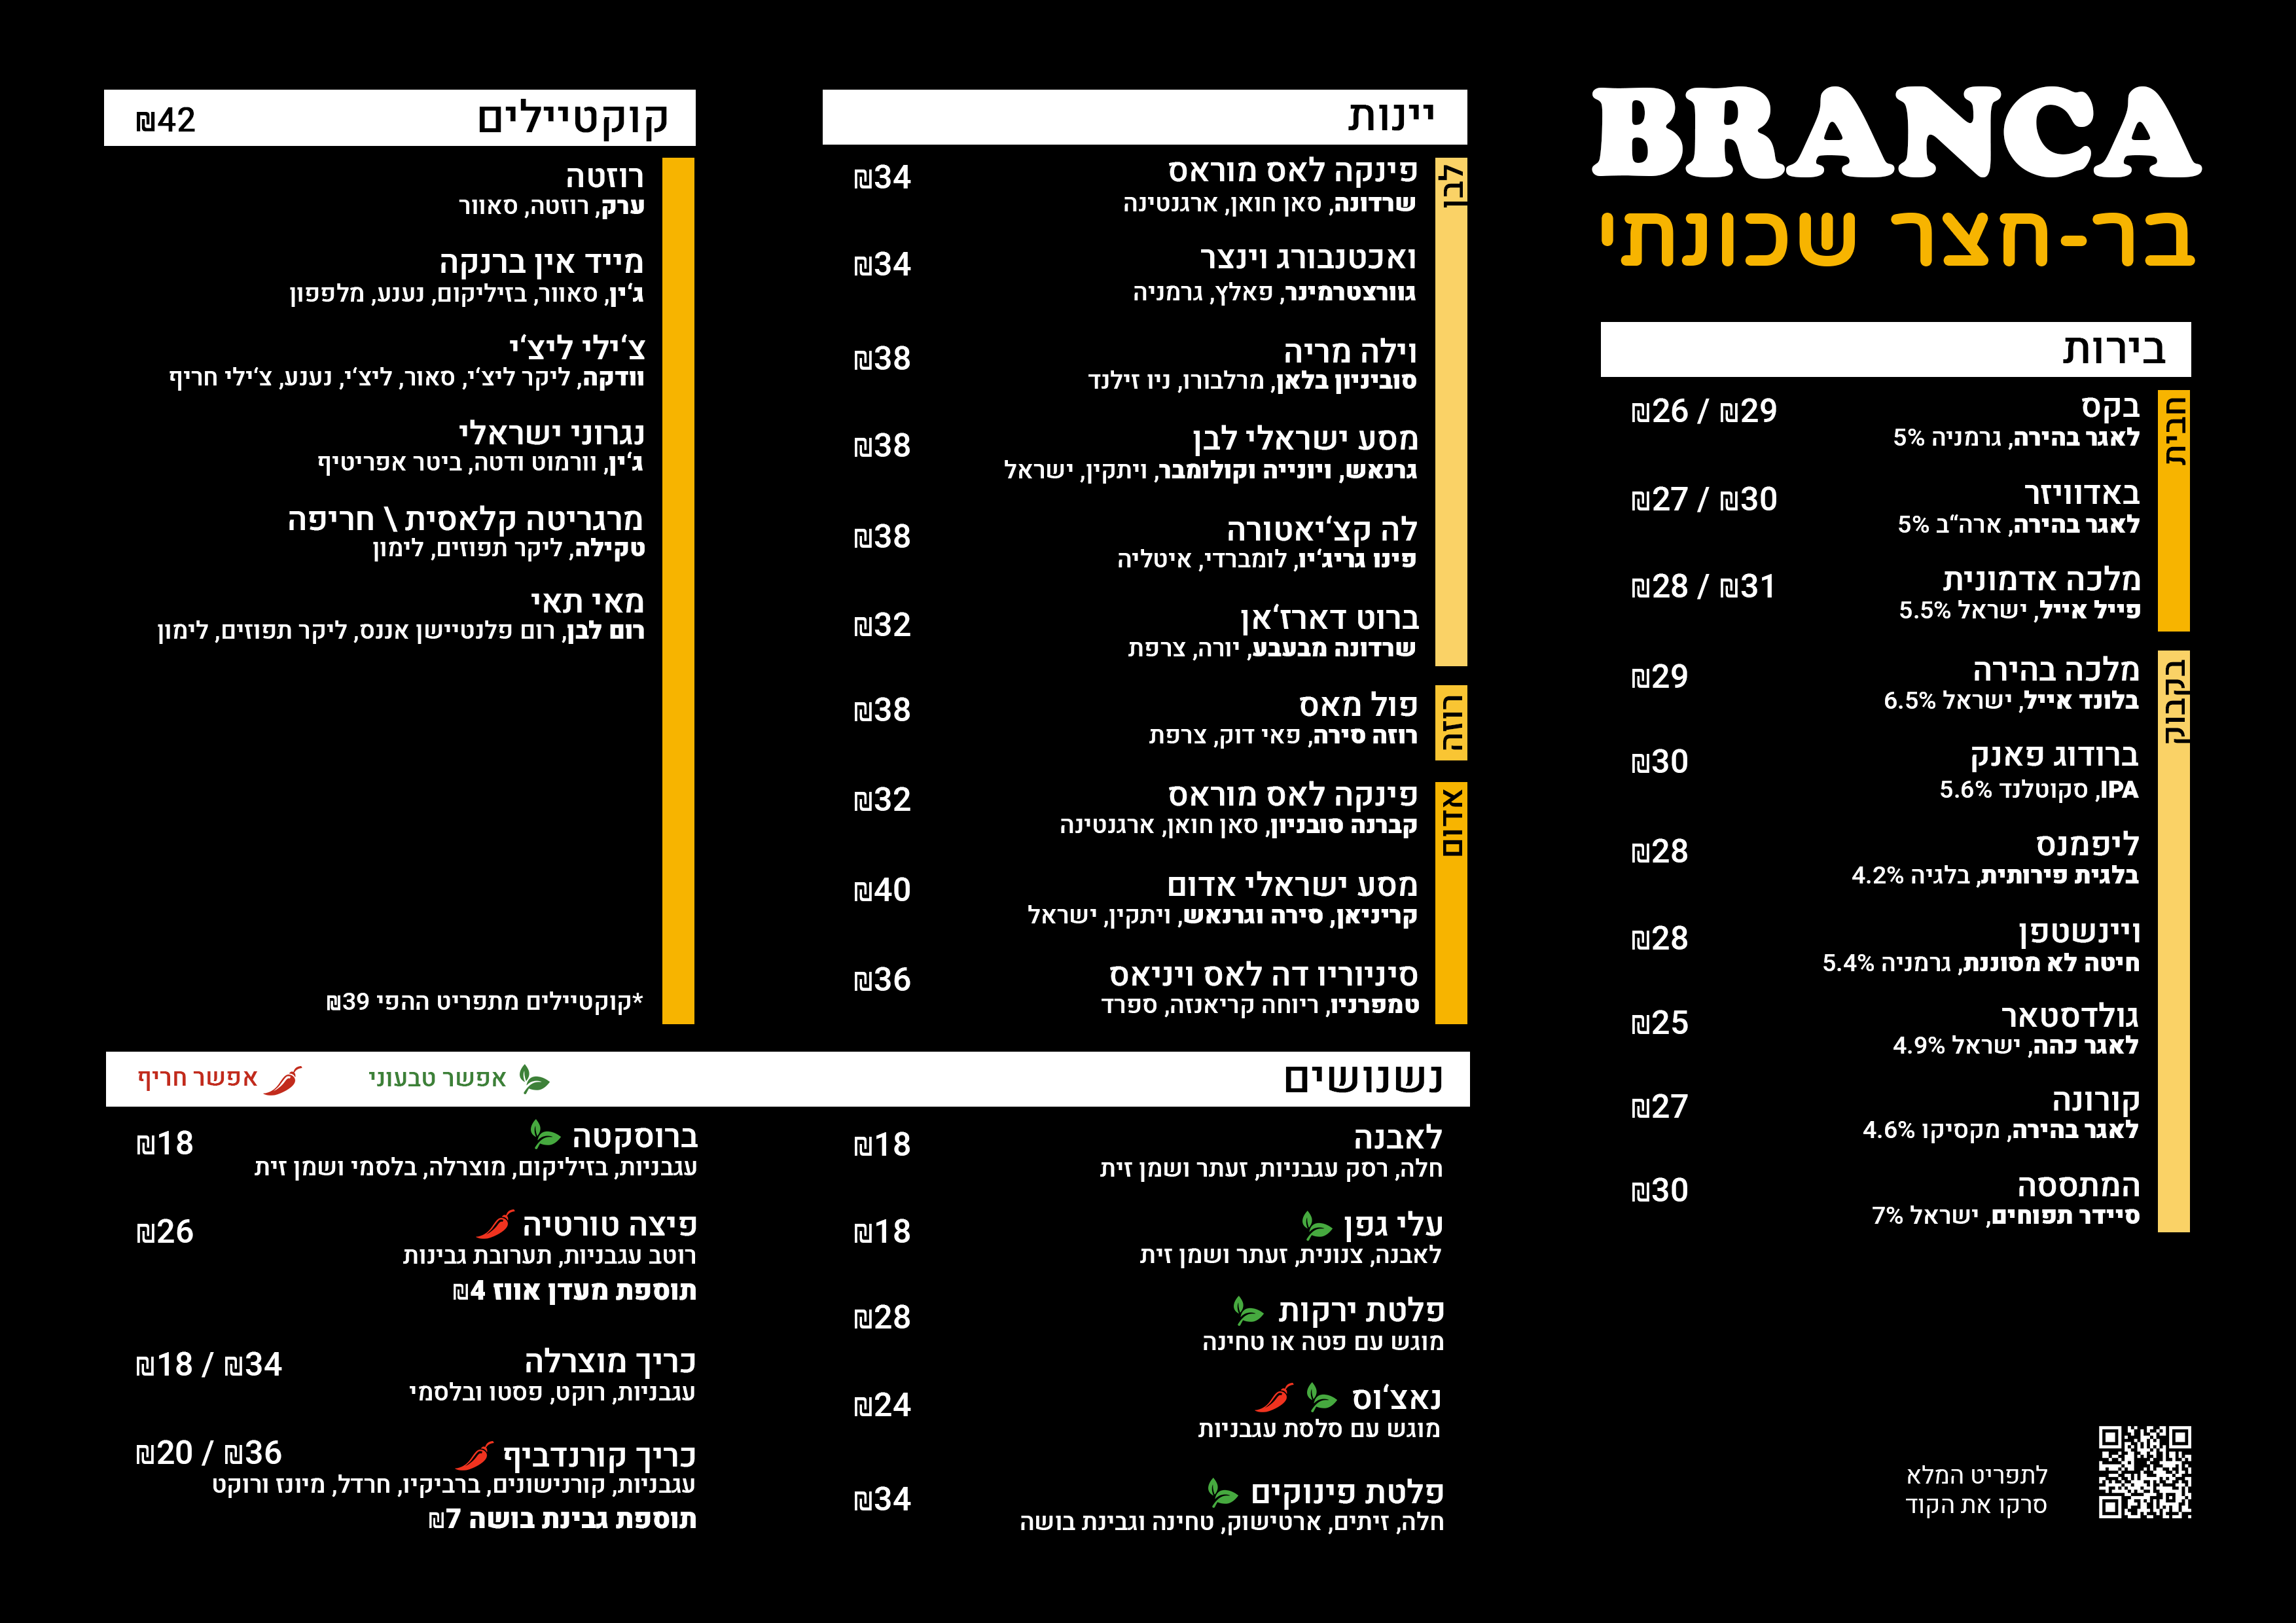 BRANCA
בר-חצר שכונתי
בירות
חבית
בקס
₪26 / ₪29
לאגר בהירה, גרמניה 5%
באדוויזר
₪27 / ₪30
לאגר בהירה, ארה"ב 5%
מלכה אדמונית
₪28 / ₪31
פייל אייל, ישראל 5.5%
בקבוק
מלכה בהירה
₪29
בלונד אייל, ישראל 6.5%
ברודוג פאנק
₪30
IPA, סקוטלנד 5.6%
ליפמנס
₪28
בלגית פירותית, בלגיה 4.2%
ויינשטפן
₪28
חיטה לא מסוננת, גרמניה 5.4%
גולדסטאר
₪25
לאגר כהה, ישראל 4.9%
קורונה
₪27
לאגר בהירה, מקסיקו 4.6%
המתססה
₪30
סיידר תפוחים, ישראל 7%
לתפריט המלא
סרקו את הקוד
יינות
לבן
פינקה לאס מוראס
₪34
שרדונה, סאן חואן, ארגנטינה
ואכטנבורג וינצר
₪34
גוורצטרמינר, פאלץ, גרמניה
וילה מריה
₪38
סוביניון בלאן, מרלבורו, ניו זילנד
מסע ישראלי לבן
₪38
גרנאש, ויונייה וקולומבר, ויתקין, ישראל
לה קצ'יאטורה
₪38
פינו גריג'יו, לומברדי, איטליה
ברוט דארז'אן
₪32
שרדונה מבעבע, יורה, צרפת
רוזה
פול מאס
₪38
רוזה סירה, פאי דוק, צרפת
אדום
פינקה לאס מוראס
₪32
קברנה סובניון, סאן חואן, ארגנטינה
מסע ישראלי אדום
₪40
קריניאן, סירה וגרנאש, ויתקין, ישראל
סיניוריו דה לאס ויניאס
₪36
טמפרניו, ריוחה קריאנזה, ספרד
קוקטיילים
₪42
רוזטה
ערק, רוזטה, סאוור
מייד אין ברנקה
ג'ין, סאוור, בזיליקום, נענע, מלפפון
צ'ילי ליצ'י
וודקה, ליקר ליצ'י, סאור, ליצ'י, נענע, צ'ילי חריף
נגרוני ישראלי
ג'ין, וורמוט ודטה, ביטר אפריטיף
מרגריטה קלאסית \ חריפה
טקילה, ליקר תפוזים, לימון
מאי תאי
רום לבן, רום פלנטיישן אננס, ליקר תפוזים, לימון
*קוקטיילים מתפריט ההפי ₪39
נשנושים
אפשר טבעוני
אפשר חריף
לאבנה
₪18
חלה, רסק עגבניות, זעתר ושמן זית
עלי גפן
₪18
לאבנה, צנונית, זעתר ושמן זית
פלטת ירקות
₪28
מוגש עם פטה או טחינה
נאצ'וס
₪24
מוגש עם סלסת עגבניות
פלטת פינוקים
₪34
חלה, זיתים, ארטישוק, טחינה וגבינת בושה
ברוסקטה
₪18
עגבניות, בזיליקום, מוצרלה, בלסמי ושמן זית
פיצה טורטיה
₪26
רוטב עגבניות, תערובת גבינות
תוספת מעדן אווז ₪4
כריך מוצרלה
₪18 / ₪34
עגבניות, רוקט, פסטו ובלסמי
כריך קורנדביף
₪20 / ₪36
עגבניות, קורנישונים, ברביקיו, חרדל, מיונז ורוקט
תוספת גבינת בושה ₪7